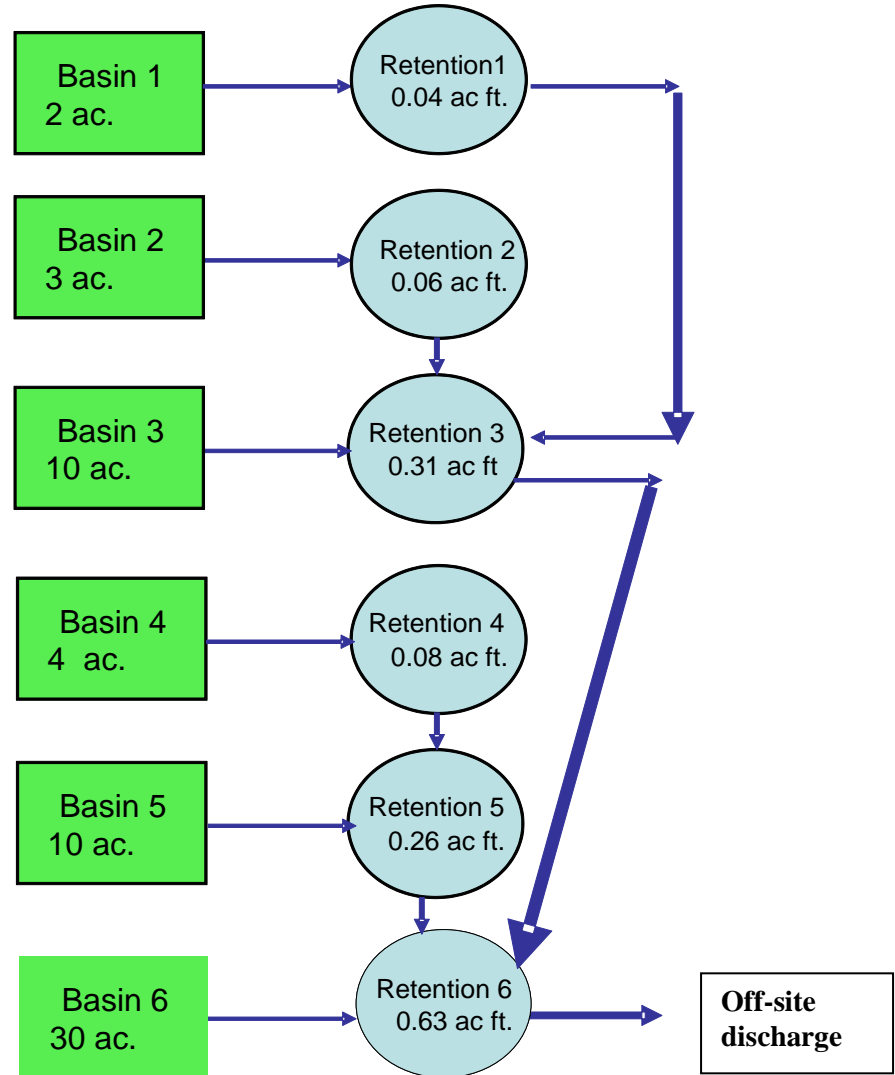 Basin 1
2 ac.
Retention1
0.04 ac ft.
Basin 2
3 ac.
Retention 2
0.06 ac ft.
Basin 3
10 ac.
Retention 3
0.31 ac ft
Basin 4
4 ac.
Retention 4
0.08 ac ft.
Basin 5
10 ac.
Retention 5
0.26 ac ft.
Basin 6
30 ac.
Retention 6
0.63 ac ft.
Off-site
discharge